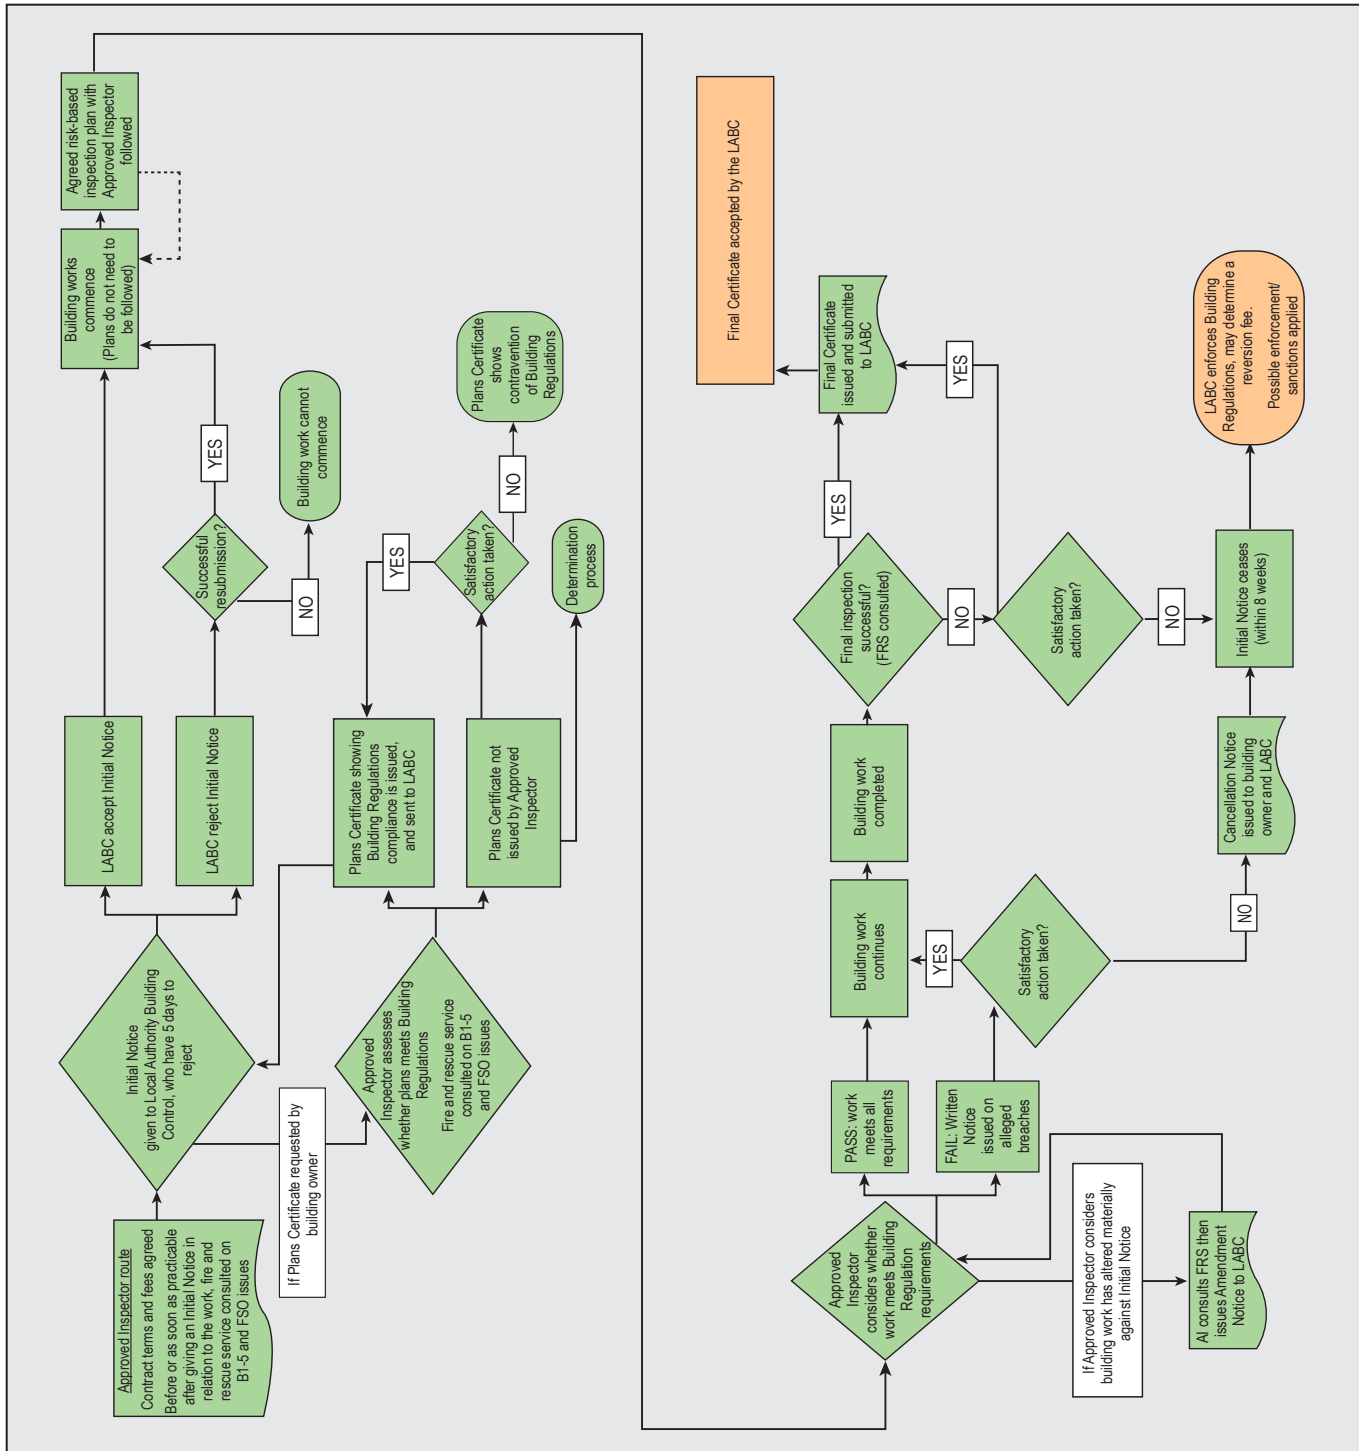 Approved Inspector route
Contract terms and fees agreed
Before or as soon as practicable
after giving an Initial Notice in
relation to the work, fire and
rescue service consulted on
B1-5 and FSO issues
Initial Notice
given to Local Authority Building
Control, who have 5 days to
reject
If Plans Certificate requested by
building owner
Approved
Inspector assesses
whether plans meets Building
Regulations
Fire and rescue service
consulted on B1-5
and FSO issues
LABC accept Initial Notice
LABC reject Initial Notice
Plans Certificate showing
Building Regulations
compliance is issued,
and sent to LABC
Plans Certificate not
issued by Approved
Inspector
Successful
resubmission?
YES
NO
Building work cannot
commence
Satisfactory
action taken?
YES
NO
Determination
process
Plans Certificate
shows
contravention
of Building
Regulations
Building works
commence
(Plans do not need to
be followed)
Agreed risk-based
inspection plan with
Approved Inspector
followed
Approved
Inspector
considers whether
work meets Building
Regulation
requirements
If Approved Inspector considers
building work has altered materially
against Initial Notice
AI consults FRS then
issues Amendment
Notice to LABC
PASS: work
meets all
requirements
FAIL: Written
Notice
issued on
alleged
breaches
Building work
continues
YES
Satisfactory
action taken?
NO
Building work
completed
Cancellation Notice
issued to building
owner and LABC
Final inspection
successful?
(FRS consulted)
YES
NO
Satisfactory
action taken?
YES
NO
Initial Notice ceases
(within 8 weeks)
Final Certificate
issued and submitted
to LABC
Final Certificate accepted by the LABC
LABC enforces Building
Regulations, may determine a
reversion fee.
Possible enforcement/
sanctions applied